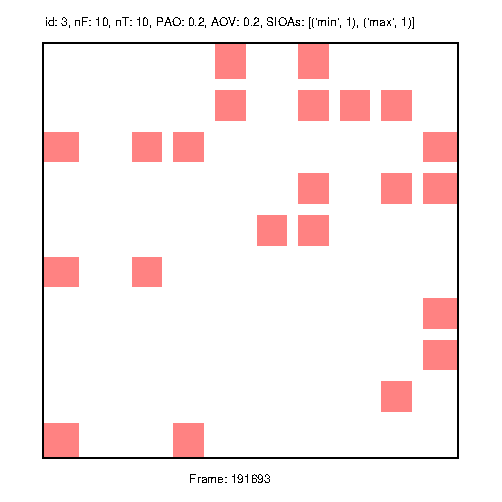 id: 3, nF: 10, nT: 10, PAO: 0.2, AOV: 0.2, SIOAs: [('min', 1), ('max', 1)]
Frame: 191693